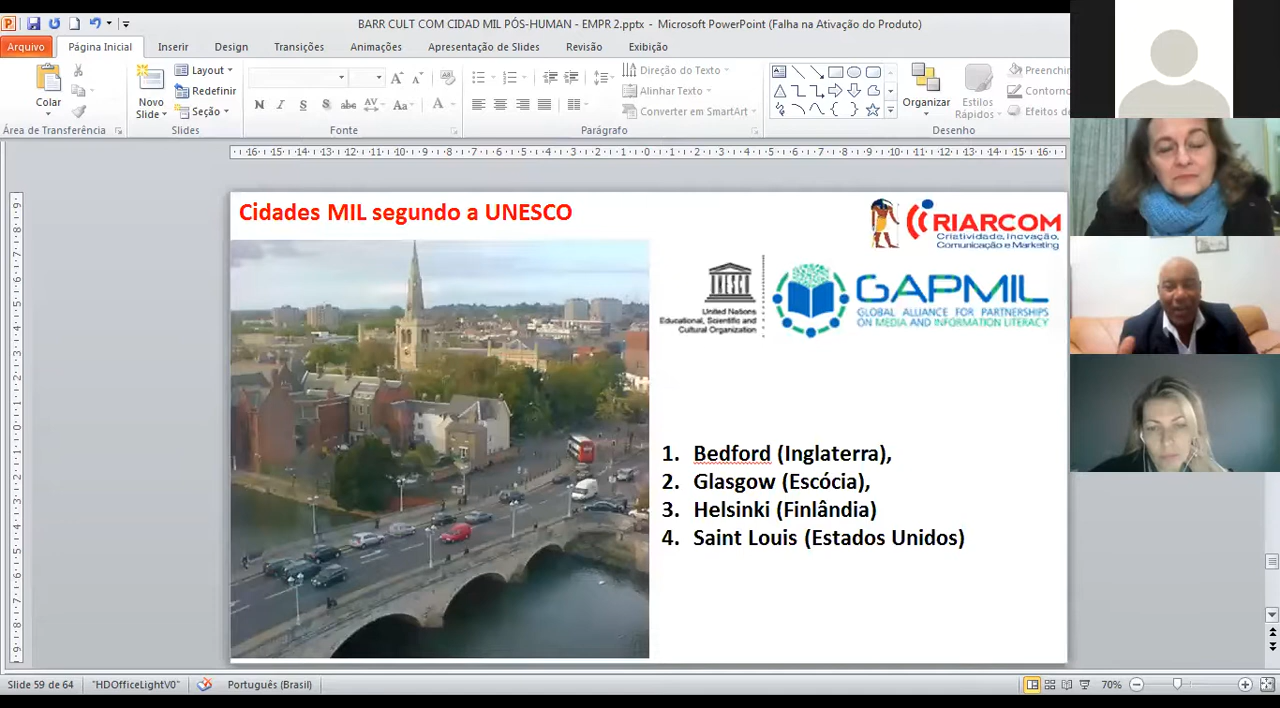 BARR CULT COM CIDAD MIL PÓS-HUMAN - EMPR 2.pptx - Microsoft PowerPoint (Falha na Ativação do Produto)
Arquivo Página Inicial Inserir Design Transições Animações Apresentação de Slides Revisão Exibição
Colar
Novo Slide
Layout
Redefinir
Seção
N I S S abc AV Aa A
Direção do Texto
Alinhar Texto
Converter em SmartArt
Organizar
Estilos Rápidos
Preenchir
Contorno
Efeitos d
Área de Transferência Slides Fonte Parágrafo Desenho
Cidades MIL segundo a UNESCO
RIARCOM
Criatividade, Inovação,
Comunicação e Marketing
UNESCO
United Nations
Educational, Scientific and
Cultural Organization
GAPMIL
GLOBAL ALLIANCE FOR PARTNERSHIPS
ON MEDIA AND INFORMATION LITERACY
1. Bedford (Inglaterra),
2. Glasgow (Escócia),
3. Helsinki (Finlândia)
4. Saint Louis (Estados Unidos)
Slide 59 de 64 "HDOfficeLightV0" Português (Brasil) 70%